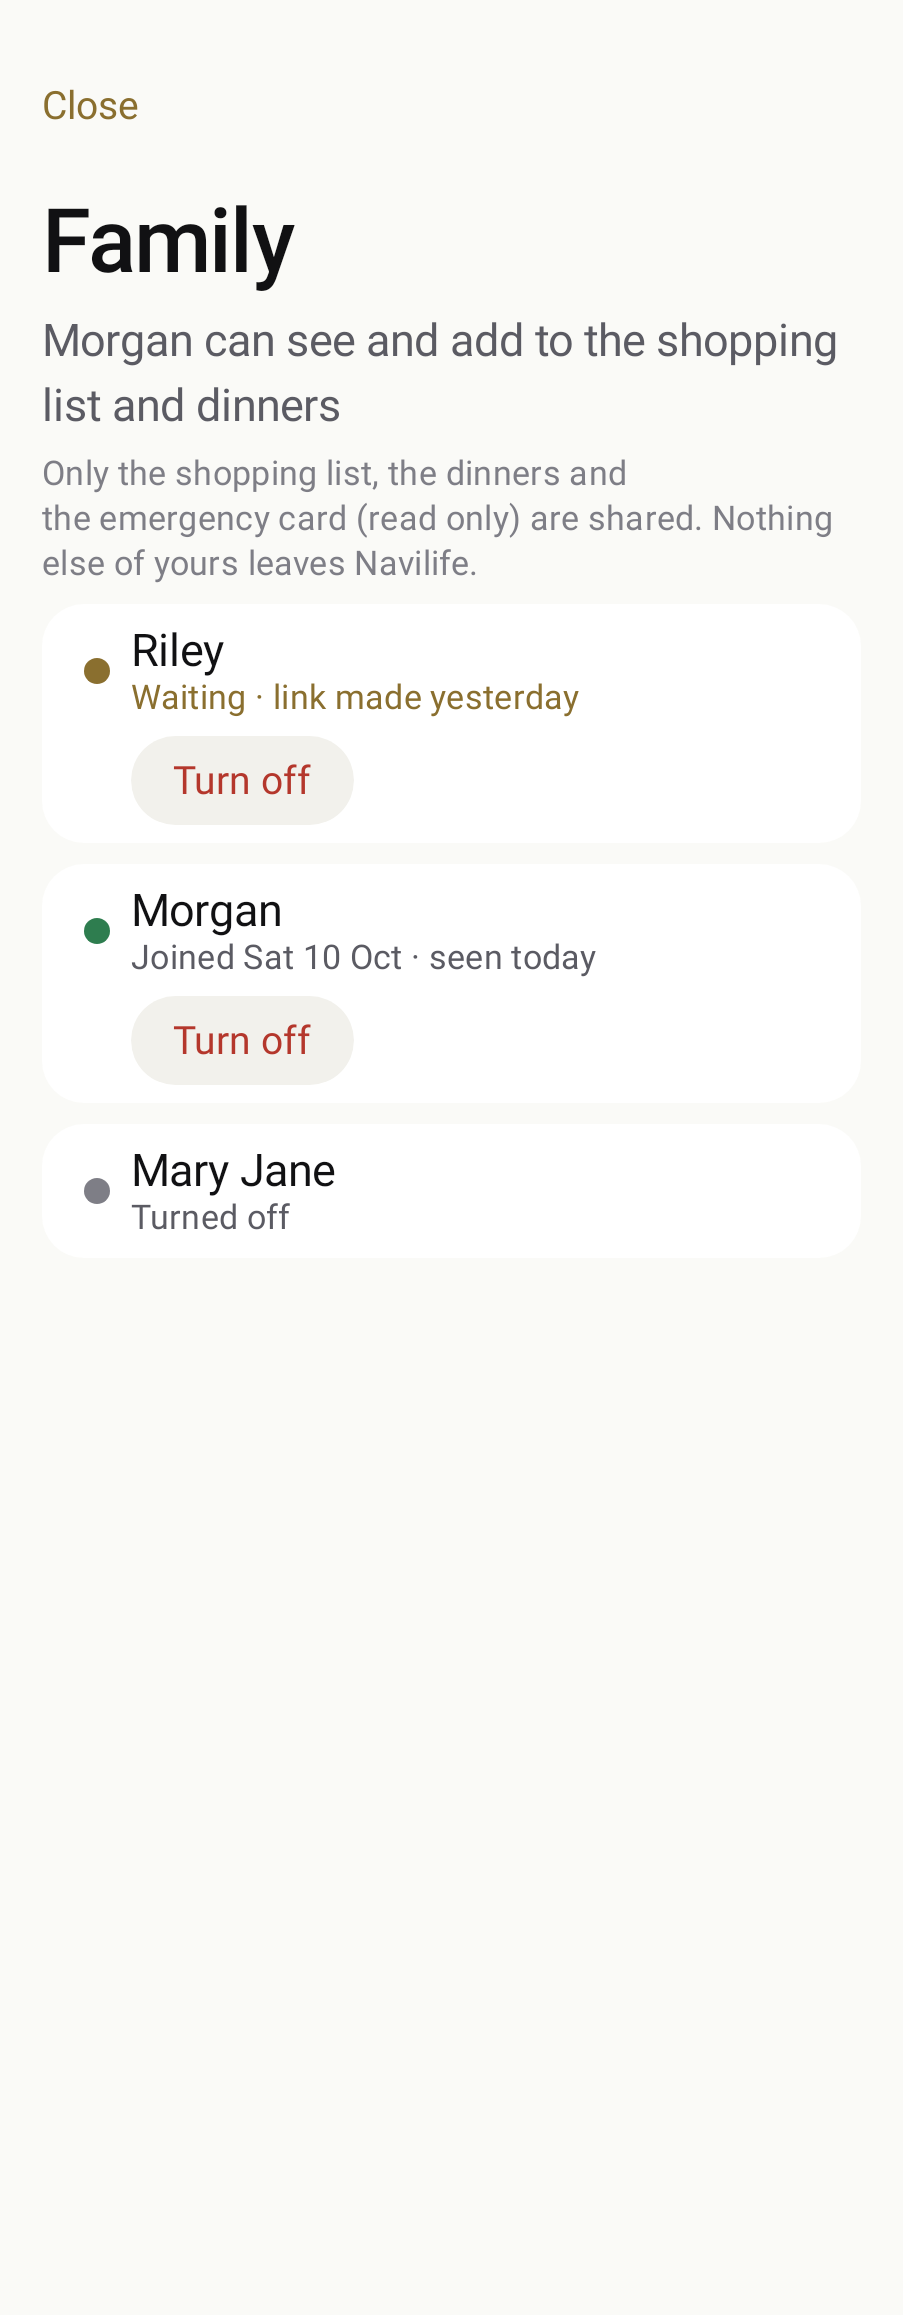 Close
Family
Morgan can see and add to the shopping
list and dinners
Only the shopping list, the dinners and
the emergency card (read only) are shared. Nothing
else of yours leaves Navilife.
Riley
Waiting · link made yesterday
Turn off
Morgan
Joined Sat 10 Oct · seen today
Turn off
Mary Jane
Turned off